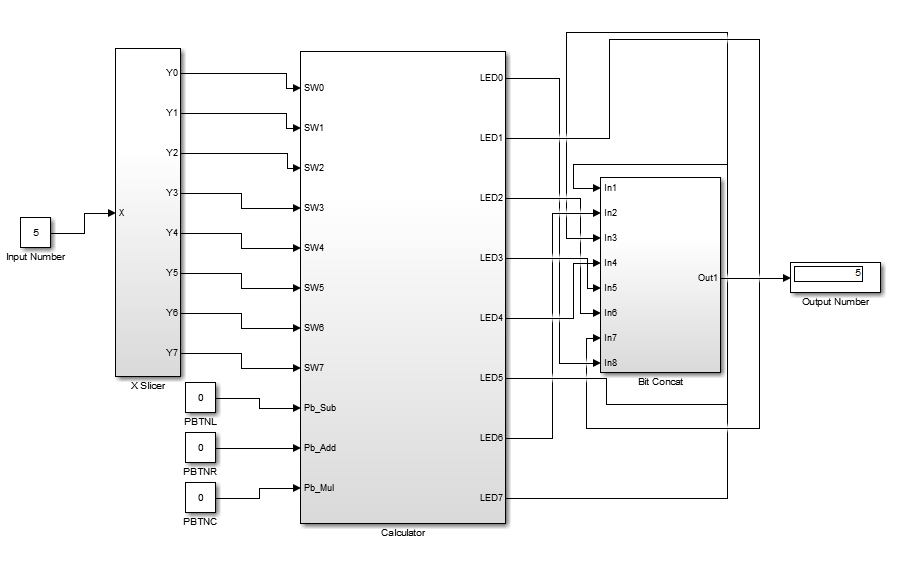 5
Input Number
X
Y0
Y1
Y2
Y3
Y4
Y5
Y6
Y7
X Slicer
0
PBTNL
0
PBTNR
0
PBTNC
SW0
SW1
SW2
SW3
SW4
SW5
SW6
SW7
Pb_Sub
Pb_Add
Pb_Mul
LED0
LED1
LED2
LED3
LED4
LED5
LED6
LED7
Calculator
In1
In2
In3
In4
In5
In6
In7
In8
Out1
Bit Concat
5
Output Number